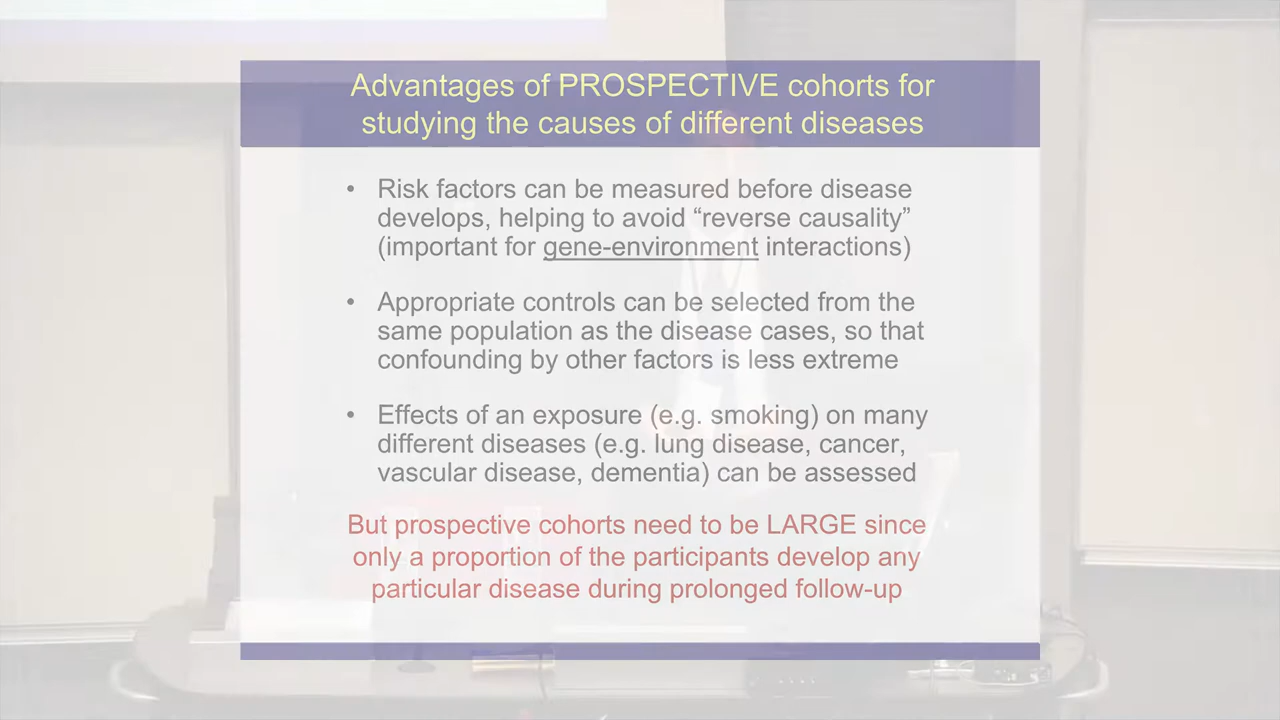 Advantages of PROSPECTIVE cohorts for
studying the causes of different diseases
• Risk factors can be measured before disease
develops, helping to avoid “reverse causality”
(important for gene-environment interactions)
• Appropriate controls can be selected from the
same population as the disease cases, so that
confounding by other factors is less extreme
• Effects of an exposure (e.g. smoking) on many
different diseases (e.g. lung disease, cancer,
vascular disease, dementia) can be assessed
But prospective cohorts need to be LARGE since
only a proportion of the participants develop any
particular disease during prolonged follow-up